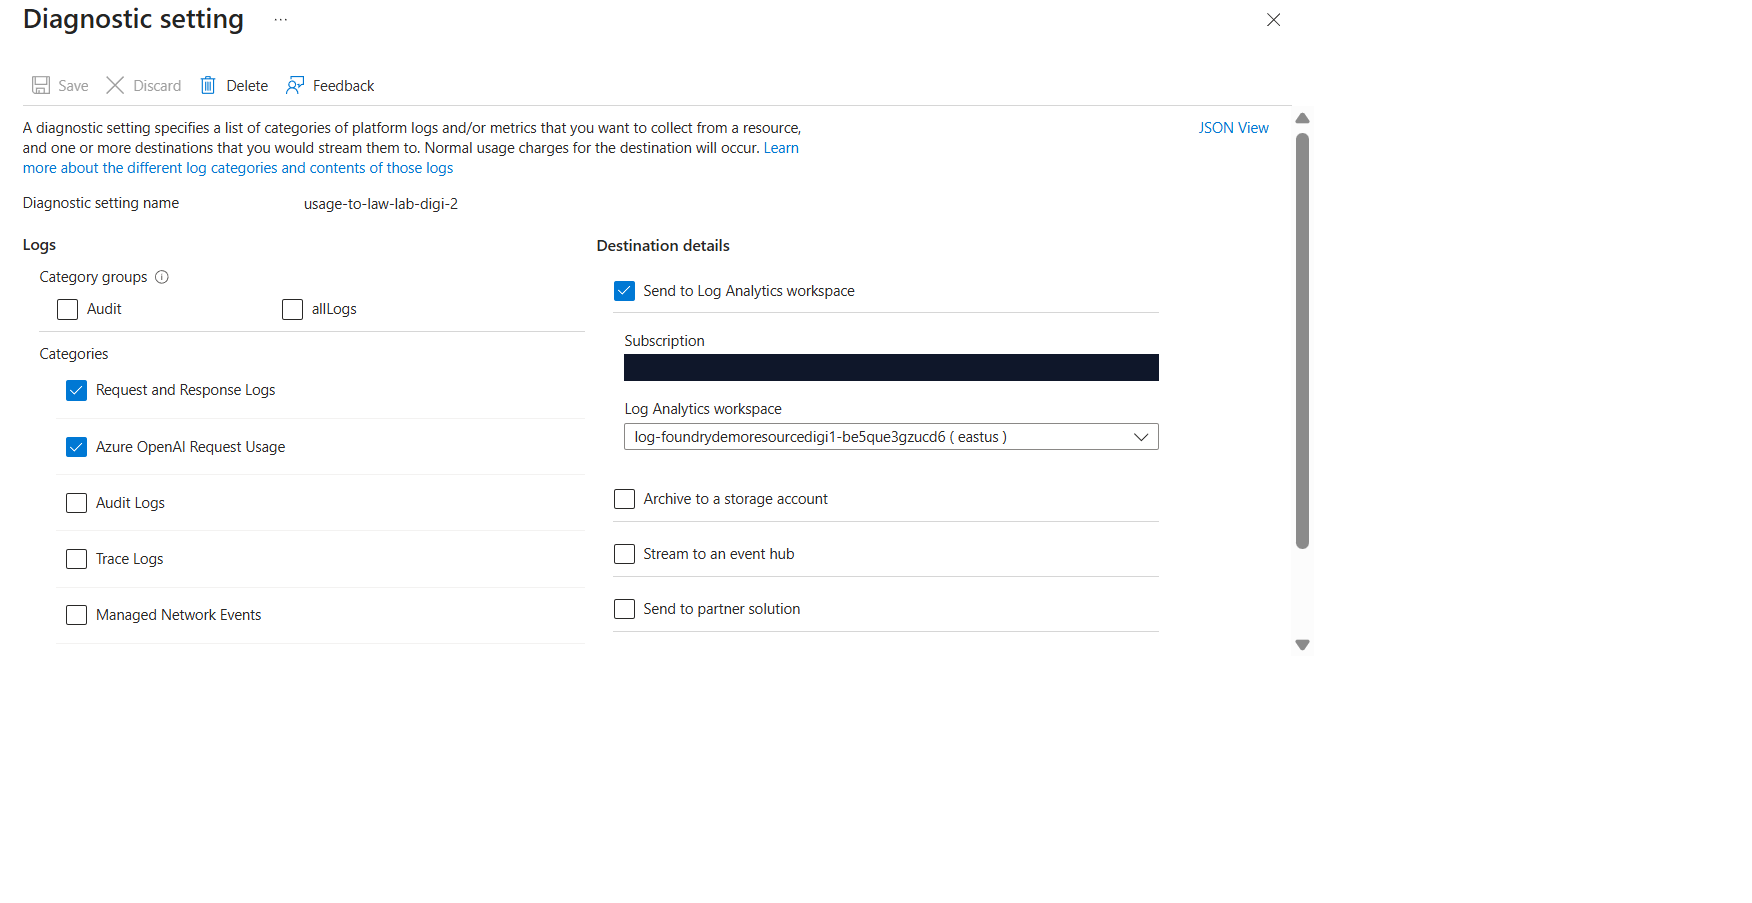 Diagnostic setting ...
Save Discard Delete Feedback
A diagnostic setting specifies a list of categories of platform logs and/or metrics that you want to collect from a resource,
and one or more destinations that you would stream them to. Normal usage charges for the destination will occur. Learn
more about the different log categories and contents of those logs
JSON View
Diagnostic setting name usage-to-law-lab-digi-2
Logs
Category groups
Audit allLogs
Categories
Request and Response Logs
Azure OpenAI Request Usage
Audit Logs
Trace Logs
Managed Network Events
Destination details
Send to Log Analytics workspace
Subscription
Log Analytics workspace
log-foundrydemoresourcedigi1-be5que3gzucd6 ( eastus )
Archive to a storage account
Stream to an event hub
Send to partner solution